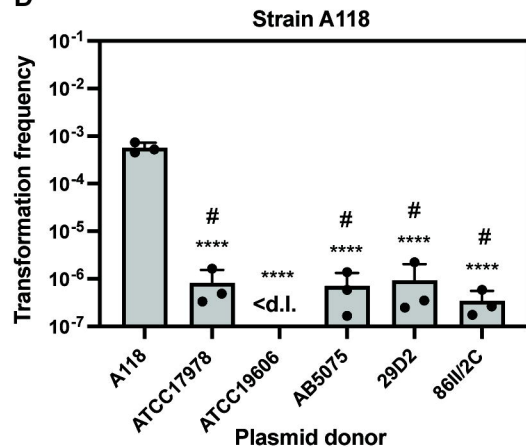 D
Strain A118
Transformation frequency
10-1
10-2
10-3
10-4
10-5
10-6
10-7
#
****
****
<d.l.
#
****
#
****
#
****
A118
ATCC17978
ATCC19606
AB5075
29D2
86II/2C
Plasmid donor